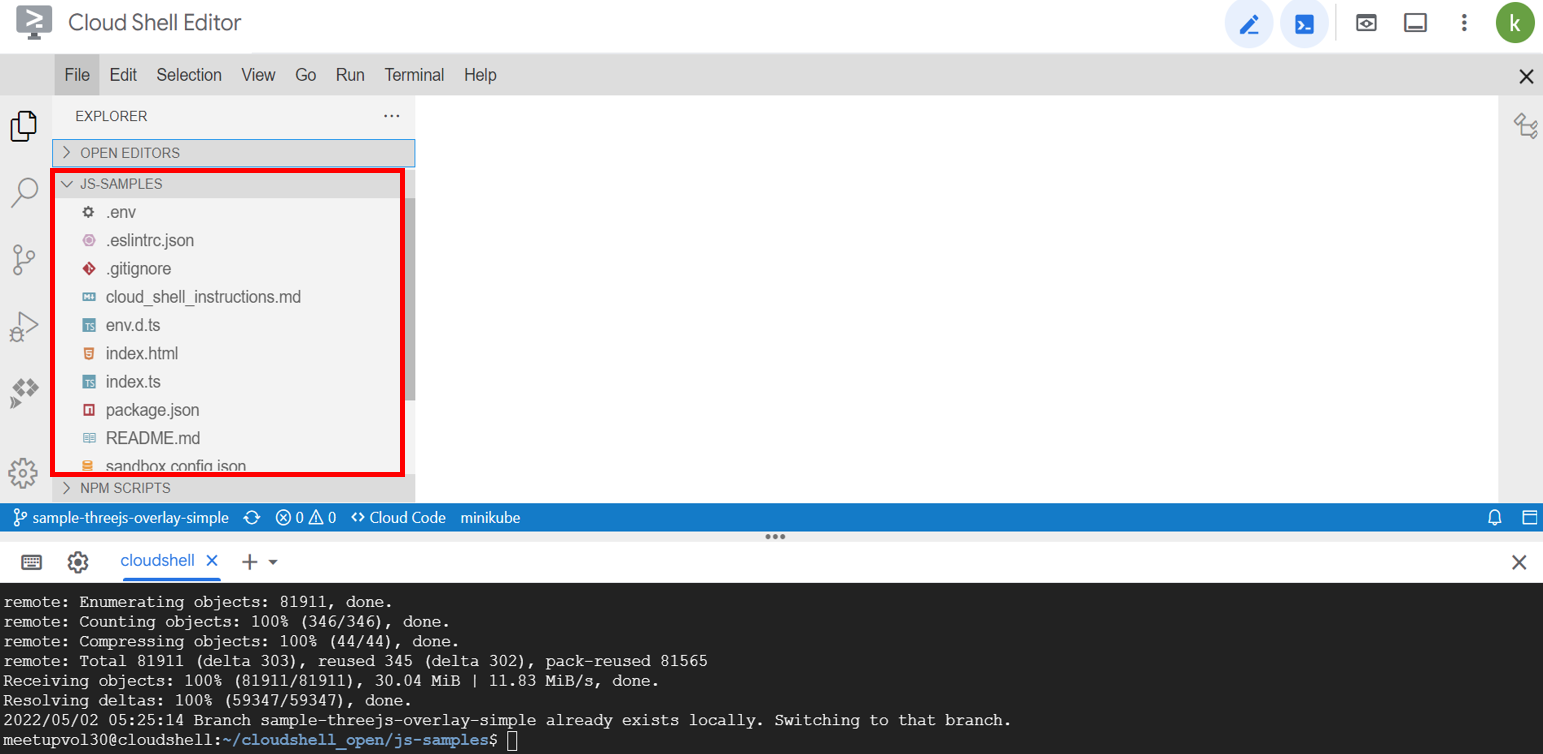 Cloud Shell Editor
k
File Edit Selection View Go Run Terminal Help
EXPLORER
OPEN EDITORS
JS-SAMPLES
.env
.eslintrc.json
.gitignore
cloud_shell_instructions.md
env.d.ts
index.html
index.ts
package.json
README.md
sandbox.config.json
NPM SCRIPTS
sample-threejs-overlay-simple 0 0 <> Cloud Code minikube
cloudshell
remote: Enumerating objects: 81911, done.
remote: Counting objects: 100% (346/346), done.
remote: Compressing objects: 100% (44/44), done.
remote: Total 81911 (delta 303), reused 345 (delta 302), pack-reused 81565
Receiving objects: 100% (81911/81911), 30.04 MiB | 11.83 MiB/s, done.
Resolving deltas: 100% (59347/59347), done.
2022/05/02 05:25:14 Branch sample-threejs-overlay-simple already exists locally. Switching to that branch.
meetupvol30@cloudshell:~/cloudshell_open/js-samples$